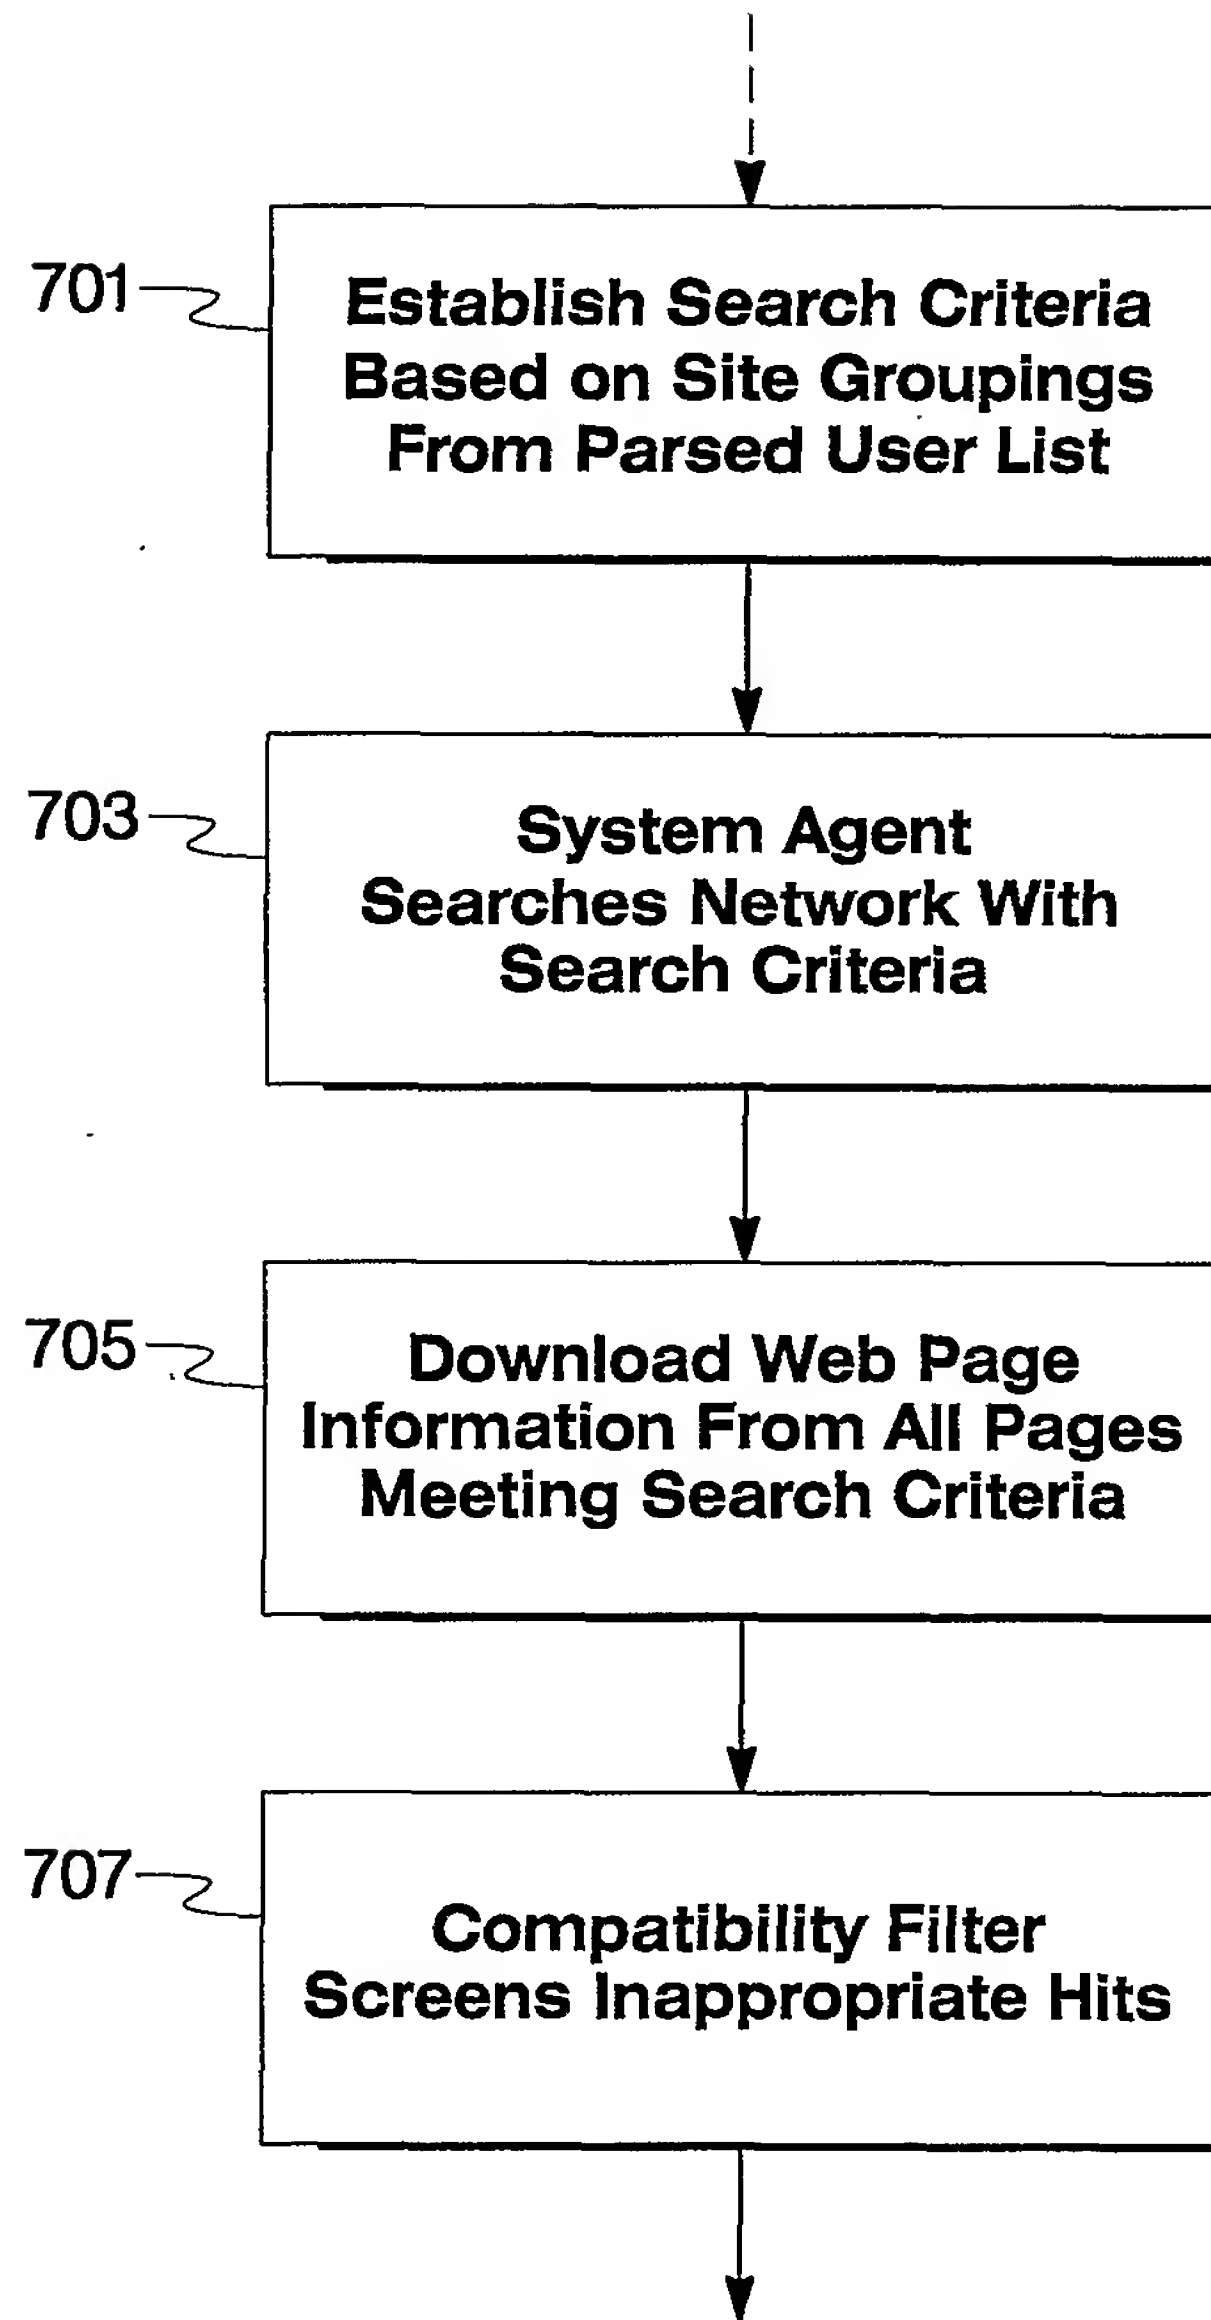 701
Establish Search Criteria
Based on Site Groupings
From Parsed User List
703
System Agent
Searches Network With
Search Criteria
705
Download Web Page
Information From All Pages
Meeting Search Criteria
707
Compatibility Filter
Screens Inappropriate Hits